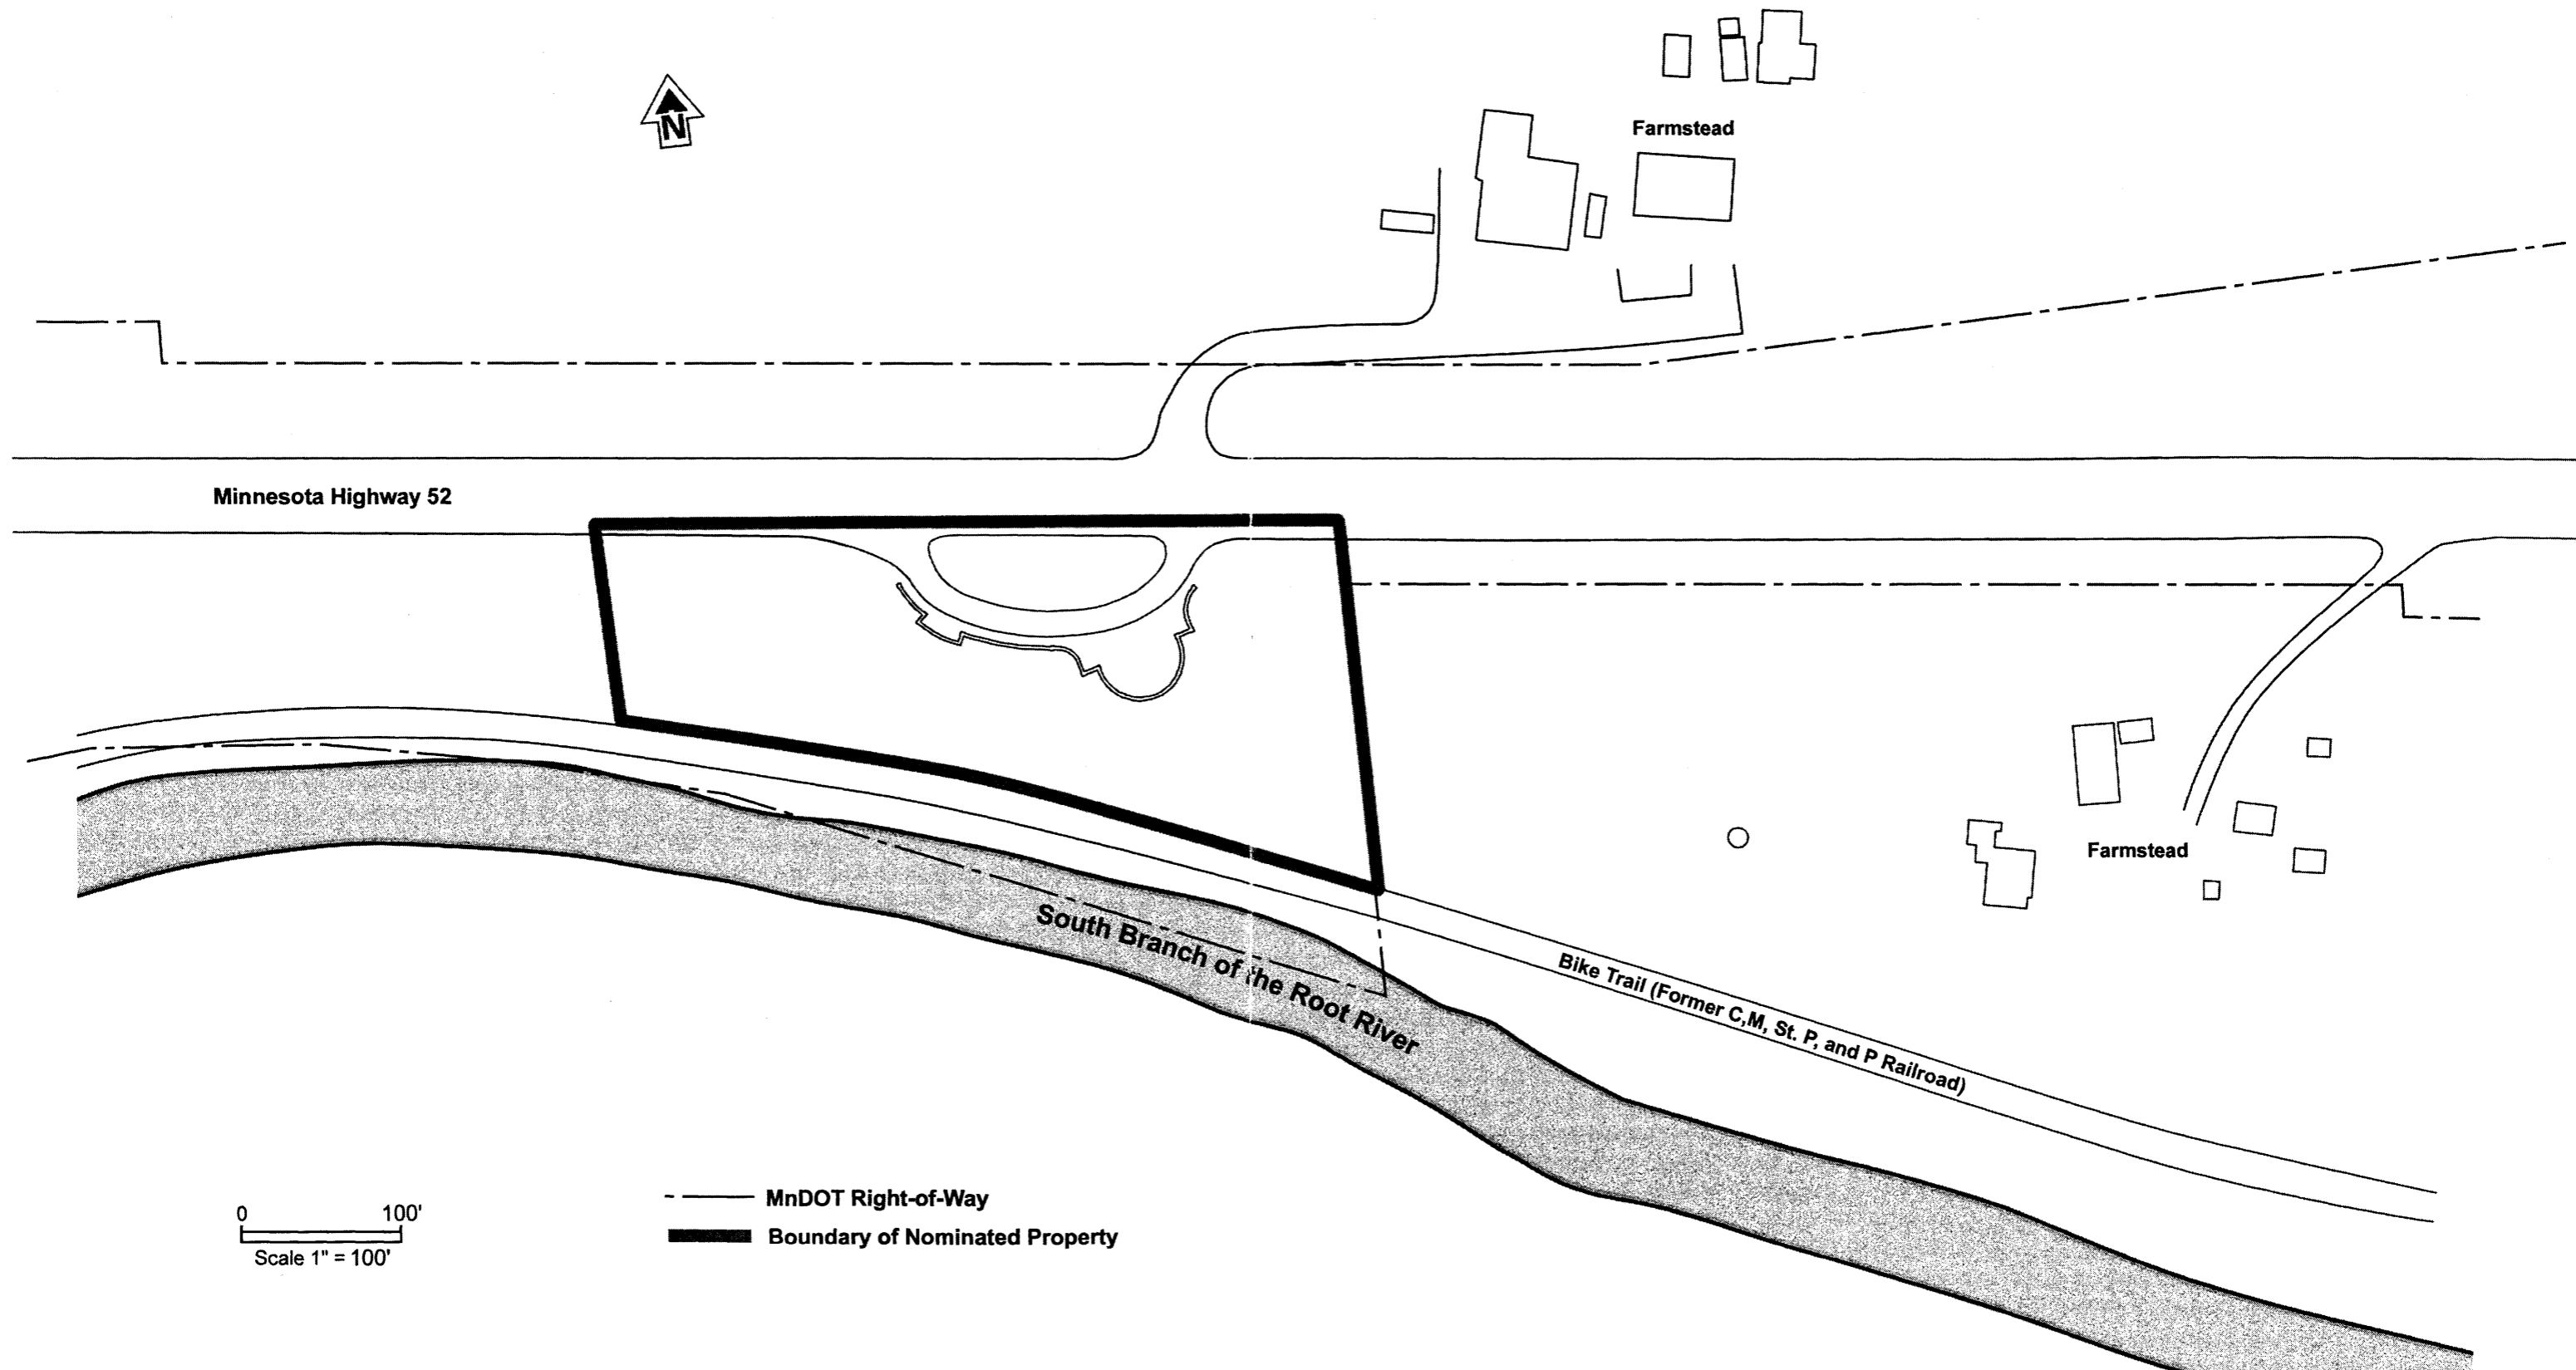 N
Farmstead
Minnesota Highway 52
Farmstead
South Branch of the Root River
Bike Trail (Former C,M, St. P, and P Railroad)
0 100'
Scale 1" = 100'
MnDOT Right-of-Way
Boundary of Nominated Property